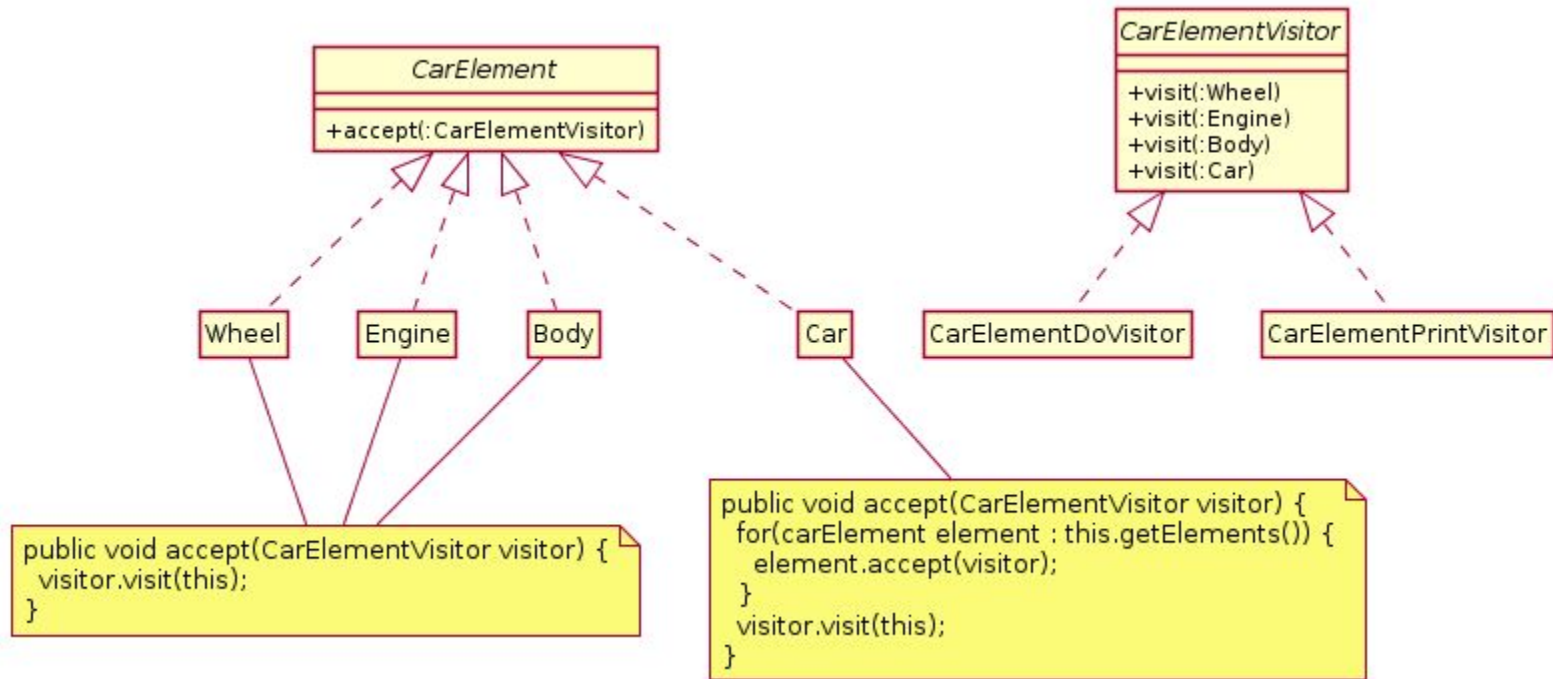 CarElement
+accept(:CarElementVisitor)
CarElementVisitor
+visit(:Wheel)
+visit(:Engine)
+visit(:Body)
+visit(:Car)
Wheel
Engine
Body
Car
CarElementDoVisitor
CarElementPrintVisitor
public void accept(CarElementVisitor visitor) {
visitor.visit(this);
}
public void accept(CarElementVisitor visitor) {
for(carElement element : this.getElements()) {
element.accept(visitor);
}
visitor.visit(this);
}